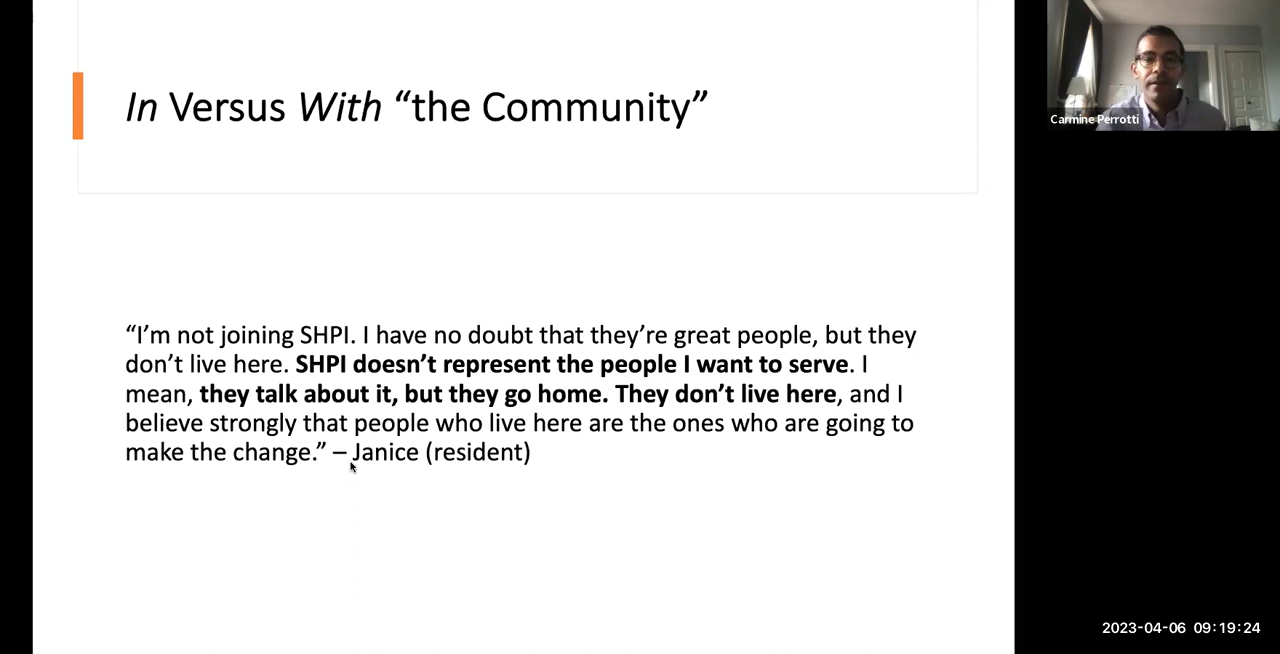 In Versus With “the Community”
“I’m not joining SHPI. I have no doubt that they’re great people, but they
don’t live here. SHPI doesn’t represent the people I want to serve. I
mean, they talk about it, but they go home. They don’t live here, and I
believe strongly that people who live here are the ones who are going to
make the change.” – Janice (resident)
Carmine Perrotti
2023-04-06 09:19:24